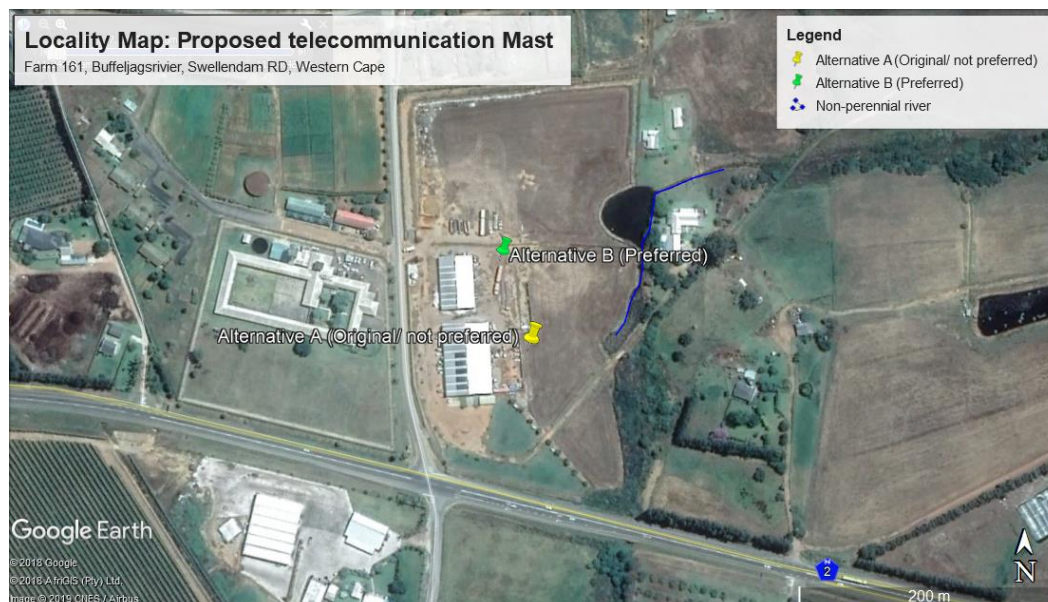 Locality Map: Proposed telecommunication Mast
Farm 161, Buffeljagsrivier, Swellendam RD, Western Cape
Legend
Alternative A (Original/ not preferred)
Alternative B (Preferred)
Non-perennial river
Alternative B (Preferred)
Alternative A (Original/ not preferred)
Google Earth
© 2018 Google
© 2018 AfriGIS (Pty) Ltd.
Image © 2019 CNES / Airbus
N
2
200 m
N